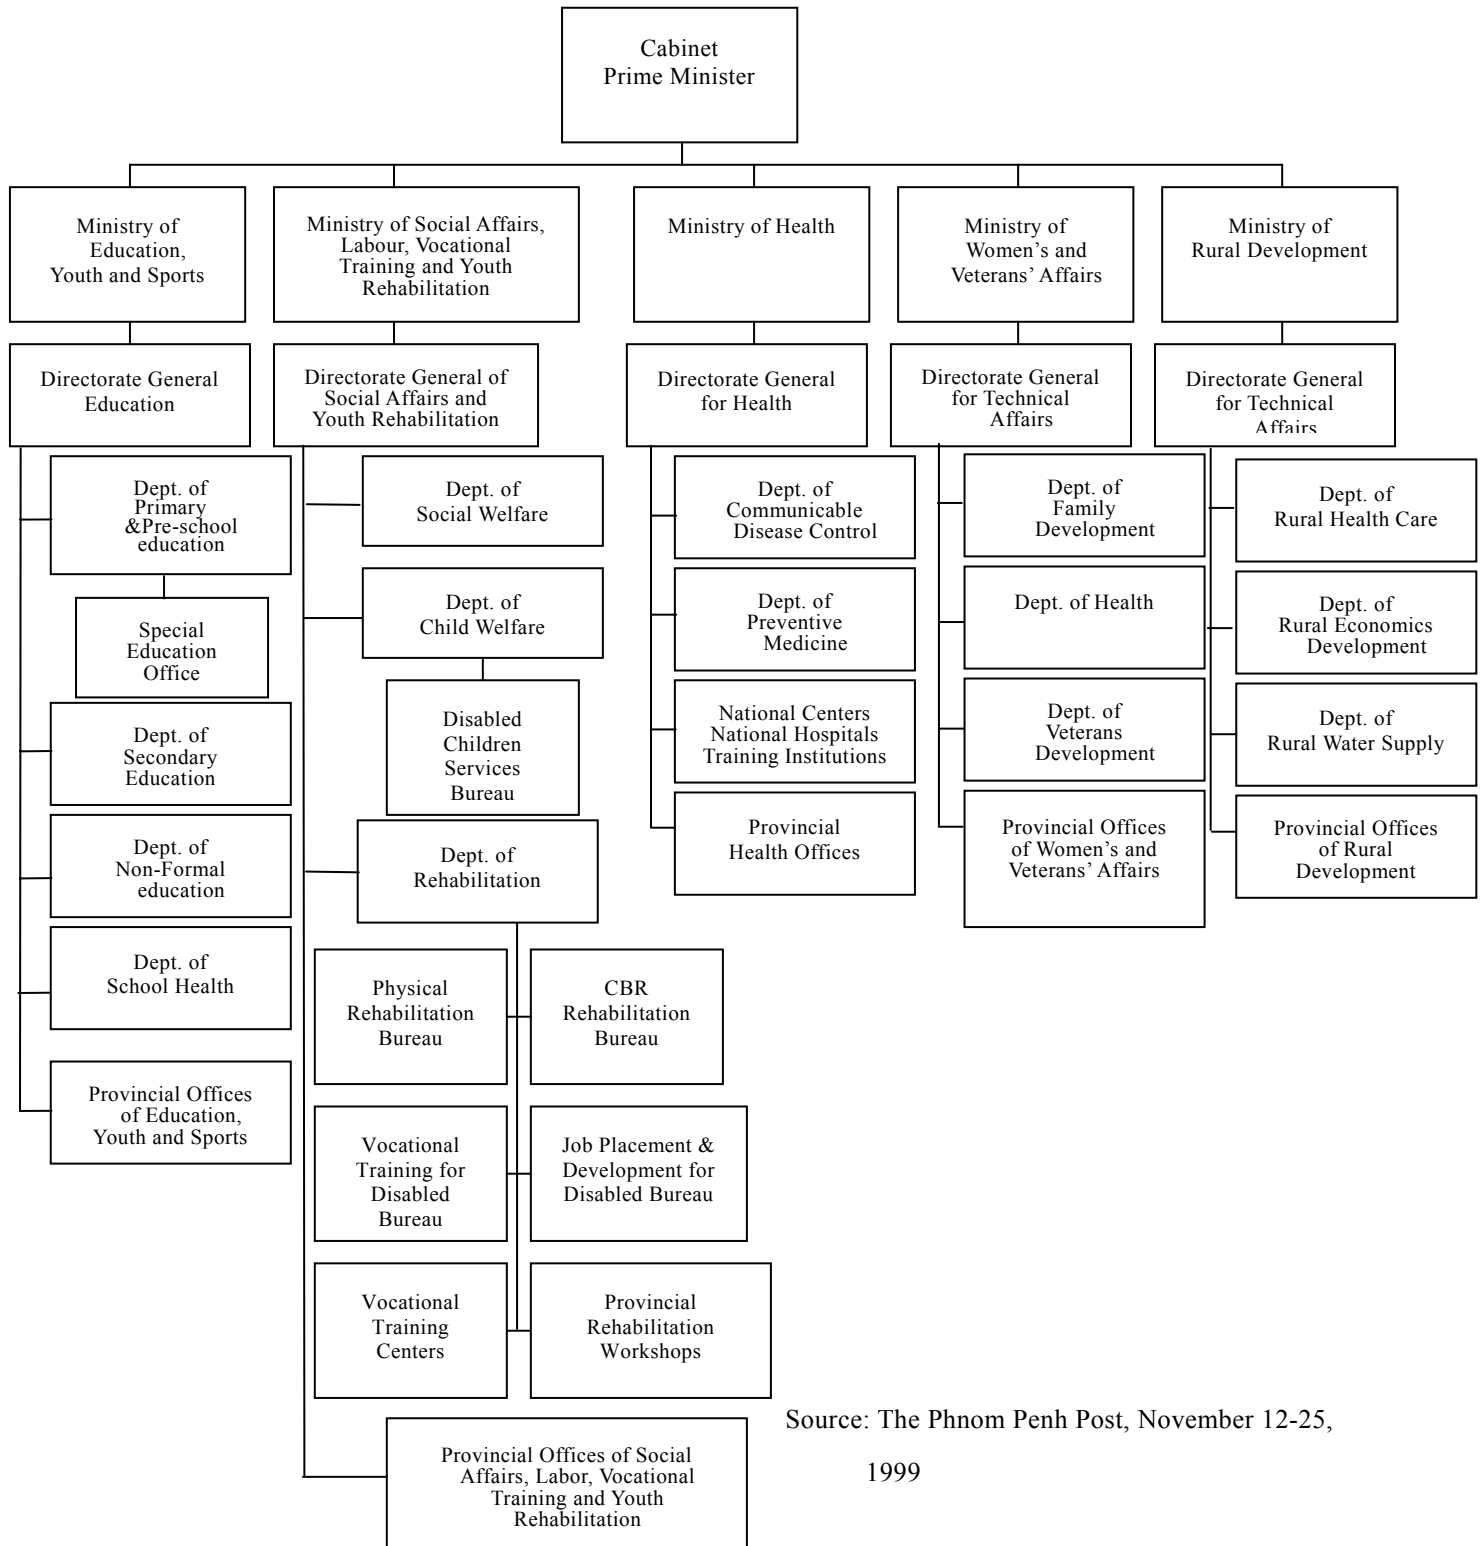 Cabinet
Prime Minister
Ministry of
Education,
Youth and Sports
Ministry of Social Affairs,
Labour, Vocational
Training and Youth
Rehabilitation
Ministry of Health
Ministry of
Women's and
Veterans' Affairs
Ministry of
Rural Development
Directorate General
Education
Directorate General of
Social Affairs and
Youth Rehabilitation
Directorate General
for Health
Directorate General
for Technical
Affairs
Directorate General
for Technical
Affairs
Dept. of
Primary
&Pre-school
education
Special
Education
Office
Dept. of
Secondary
Education
Dept. of
Non-Formal
education
Dept. of
School Health
Provincial Offices
of Education,
Youth and Sports
Dept. of
Social Welfare
Dept. of
Child Welfare
Disabled
Children
Services
Bureau
Dept. of
Rehabilitation
Physical
Rehabilitation
Bureau
CBR
Rehabilitation
Bureau
Vocational
Training for
Disabled
Bureau
Job Placement &
Development for
Disabled Bureau
Vocational
Training
Centers
Provincial
Rehabilitation
Workshops
Provincial Offices of Social
Affairs, Labor, Vocational
Training and Youth
Rehabilitation
Dept. of
Communicable
Disease Control
Dept. of
Preventive
Medicine
National Centers
National Hospitals
Training Institutions
Provincial
Health Offices
Dept. of
Family
Development
Dept. of Health
Dept. of
Veterans
Development
Provincial Offices
of Women's and
Veterans' Affairs
Dept. of
Rural Health Care
Dept. of
Rural Economics
Development
Dept. of
Rural Water Supply
Provincial Offices
of Rural
Development
Source: The Phnom Penh Post, November 12-25,
1999